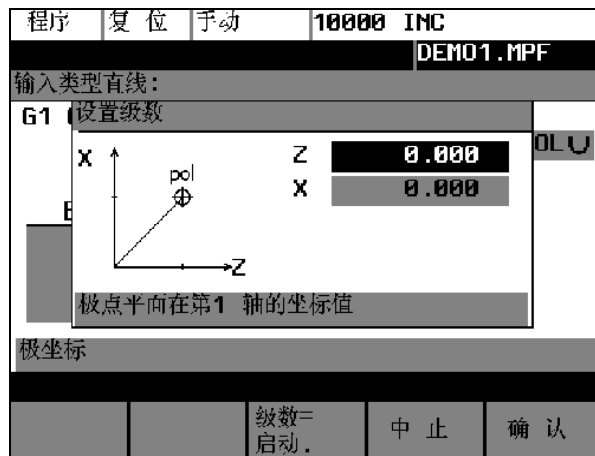 程序 复 位 手动 10000 INC
DEMO1.MPF
输入类型直线:
G1 (
设置级数
OL
X
pol
Z
Z 0.000
X 0.000
E
极点平面在第1 轴的坐标值
极坐标
级数=
启动.
中 止
确 认